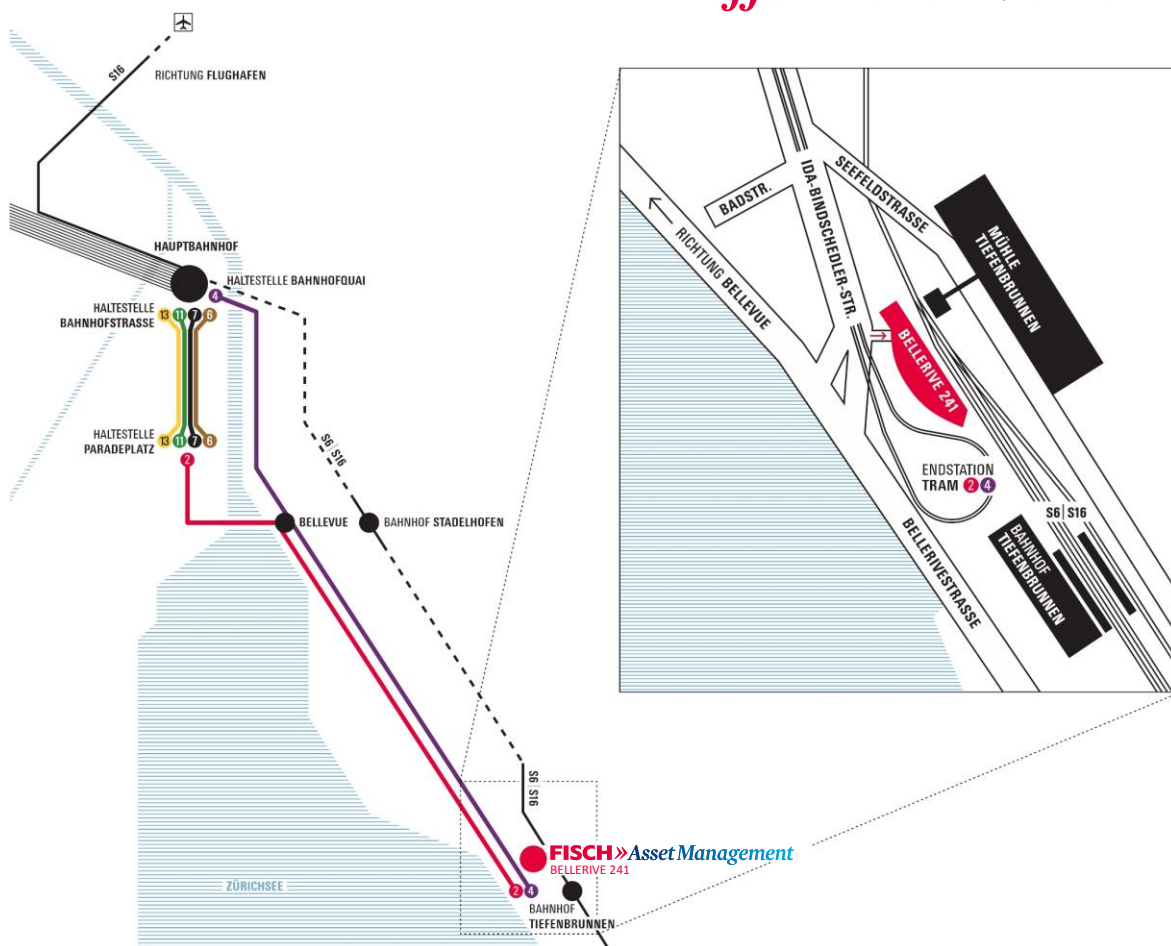 S16
RICHTUNG FLUGHAFEN
HAUPTBAHNHOF
4
HALTESTELLE BAHNHOFQUAI
HALTESTELLE
BAHNHOFSTRASSE
13 11 7 6
HALTESTELLE
PARADEPLATZ
13 11 7 6
2
S6 | S16
BELLEVUE
BAHNHOF STADELHOFEN
S6 | S16
FISCH»Asset Management
BELLERIVE 241
ZÜRICHSEE
2 4
BAHNHOF
TIEFENBRUNNEN
SEEFELDSTRASSE
IDA-BINDSCHEDLER-STR.
BADSTR.
RICHTUNG BELLEVUE
MÜHLE
TIEFENBRUNNEN
BELLERIVE 241
ENDSTATION
TRAM 2 4
S6 | S16
BAHNHOF
TIEFENBRUNNEN
BELLERIVESTRASSE